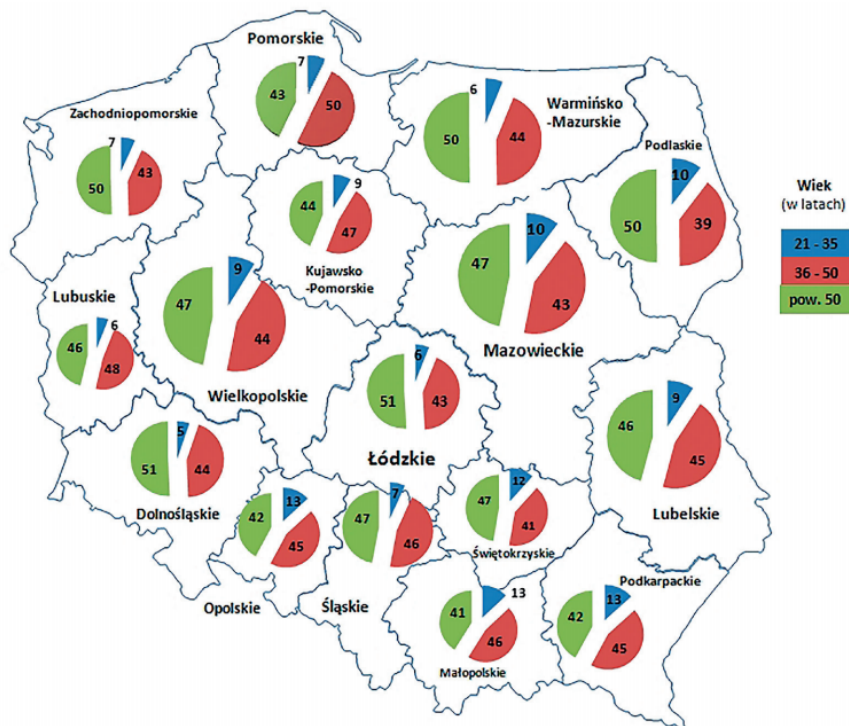 Pomorskie
7
43
50
Zachodniopomorskie
7
50
43
Warmińsko
-Mazurskie
6
50
44
Podlaskie
10
50
39
Wiek
(w latach)
21 - 35
36 - 50
pow. 50
9
44
47
Kujawsko
-Pomorskie
10
47
43
Mazowieckie
Lubuskie
6
46
48
9
47
44
Wielkopolskie
6
51
43
Łódzkie
9
46
45
Lubelskie
5
51
44
Dolnośląskie
13
42
45
Opolskie
7
47
46
Śląskie
12
47
41
Świętokrzyskie
13
41
46
Małopolskie
Podkarpackie
13
42
45